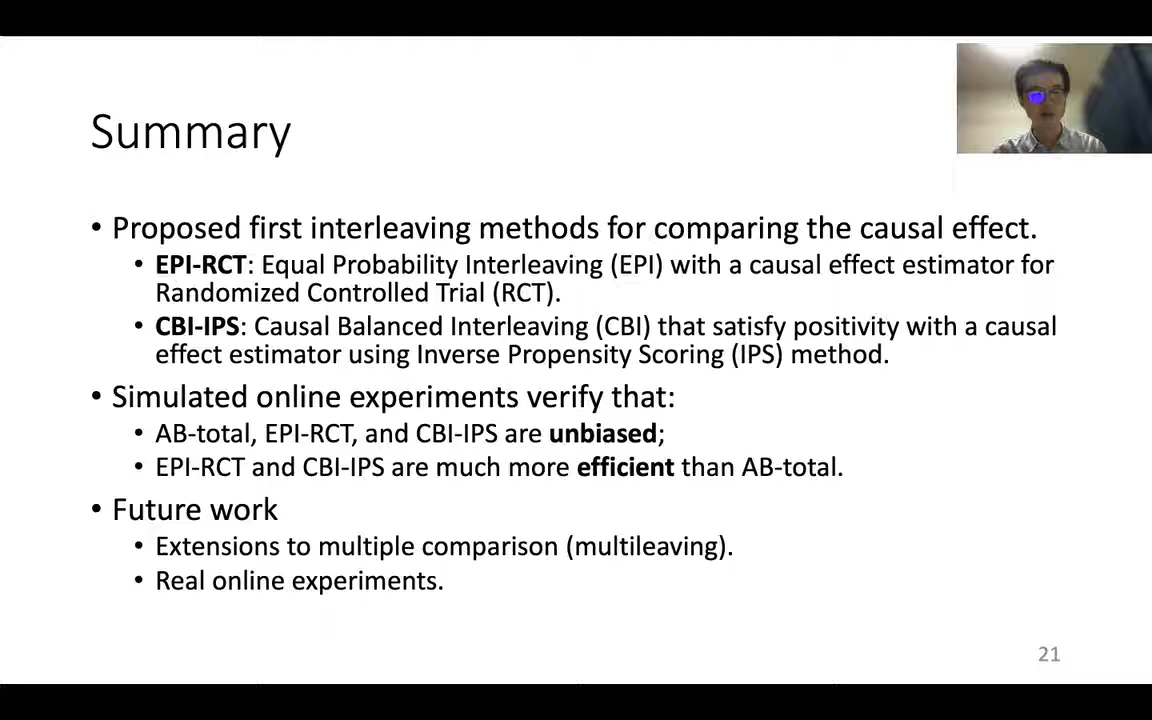 Summary
• Proposed first interleaving methods for comparing the causal effect.
• EPI-RCT: Equal Probability Interleaving (EPI) with a causal effect estimator for
Randomized Controlled Trial (RCT).
• CBI-IPS: Causal Balanced Interleaving (CBI) that satisfy positivity with a causal
effect estimator using Inverse Propensity Scoring (IPS) method.
• Simulated online experiments verify that:
• AB-total, EPI-RCT, and CBI-IPS are unbiased;
• EPI-RCT and CBI-IPS are much more efficient than AB-total.
• Future work
• Extensions to multiple comparison (multileaving).
• Real online experiments.
21